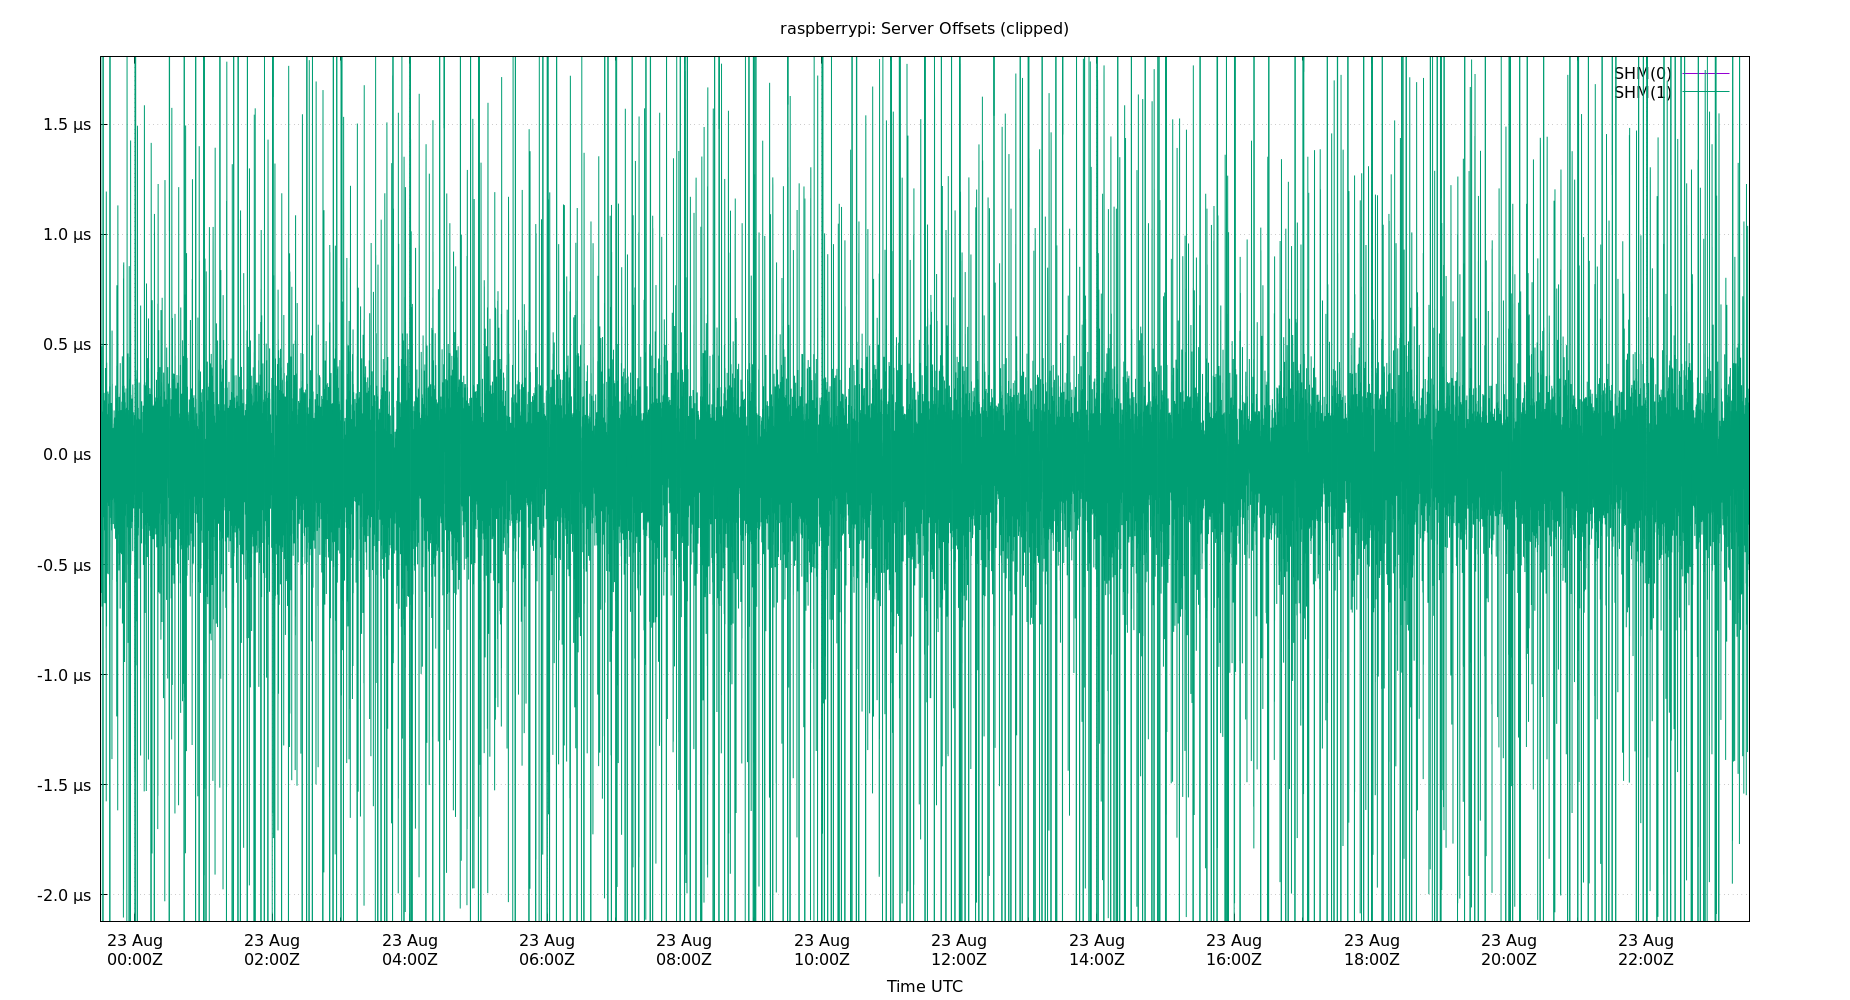 raspberrypi: Server Offsets (clipped)
SHM(0)
SHM(1)
1.5 µs
1.0 µs
0.5 µs
0.0 µs
-0.5 µs
-1.0 µs
-1.5 µs
-2.0 µs
23 Aug 23 Aug 23 Aug 23 Aug 23 Aug 23 Aug 23 Aug 23 Aug 23 Aug 23 Aug 23 Aug 23 Aug
00:00Z 02:00Z 04:00Z 06:00Z 08:00Z 10:00Z 12:00Z 14:00Z 16:00Z 18:00Z 20:00Z 22:00Z
Time UTC